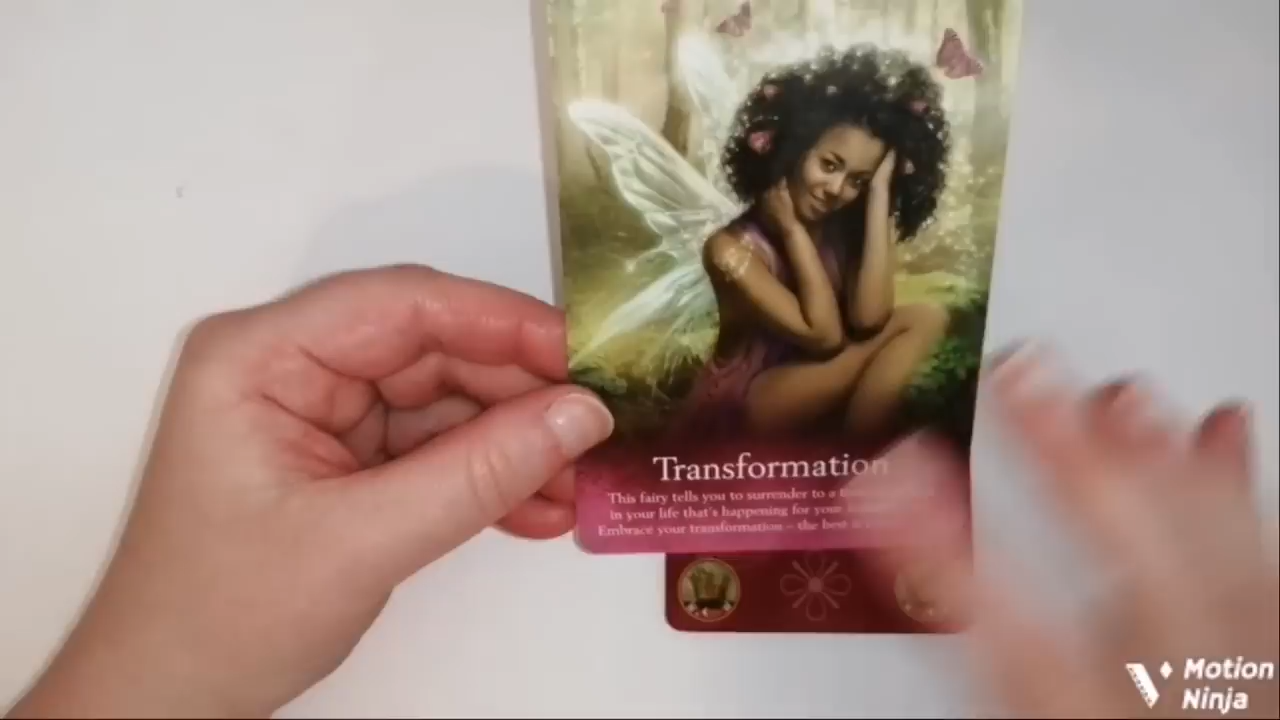 Transformation
This fairy tells you to surrender to a
in your life that's happening for your
Embrace your transformation – the best
Motion
Ninja